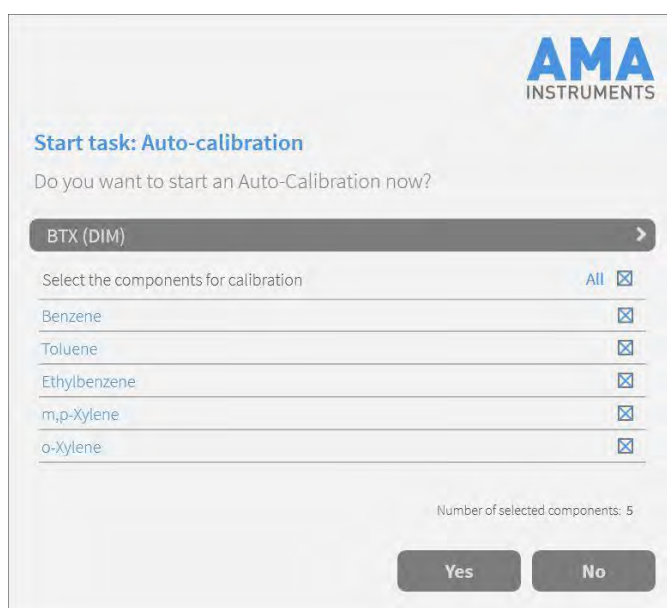 AMA
INSTRUMENTS
Start task: Auto-calibration
Do you want to start an Auto-Calibration now?
BTX (DIM)
Select the components for calibration All
Benzene
Toluene
Ethylbenzene
m,p-Xylene
o-Xylene
Number of selected components: 5
Yes No